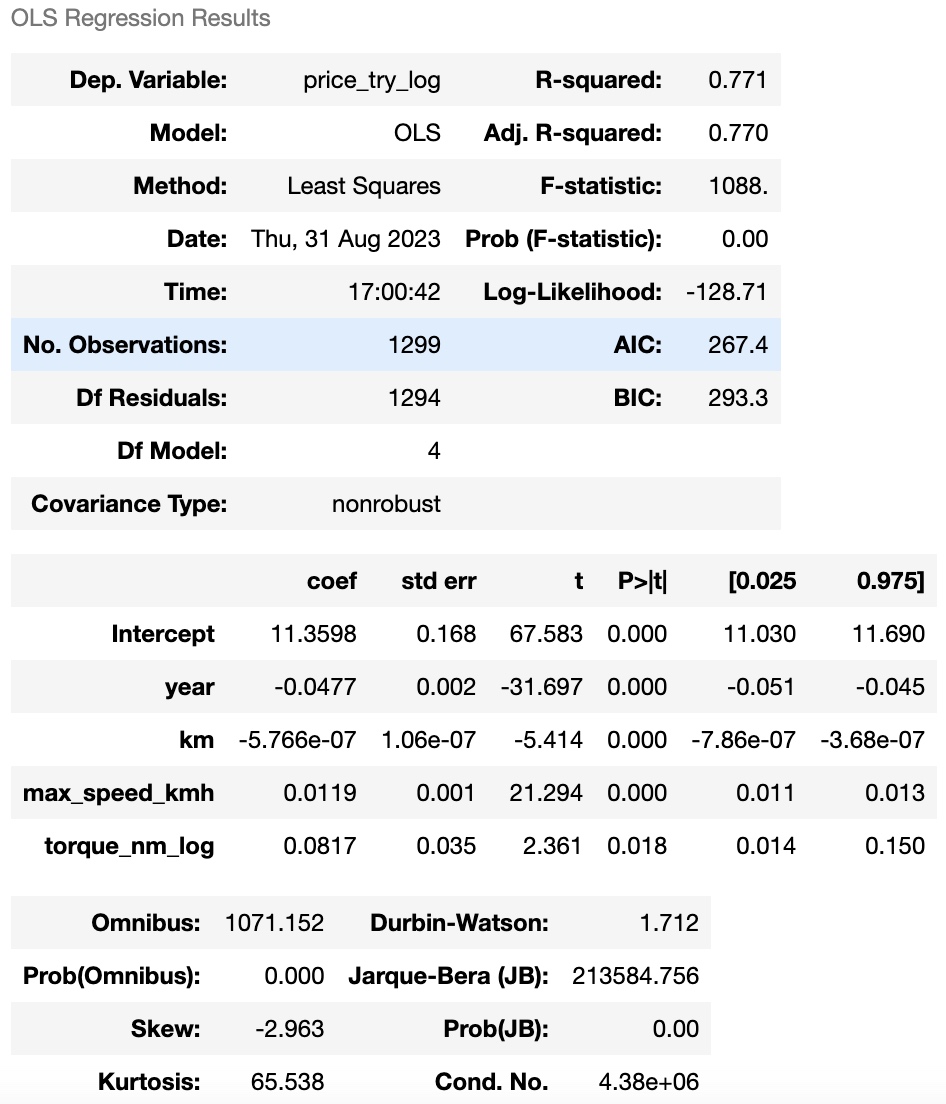 OLS Regression Results
Dep. Variable: price_try_log R-squared: 0.771
Model: OLS Adj. R-squared: 0.770
Method: Least Squares F-statistic: 1088.
Date: Thu, 31 Aug 2023 Prob (F-statistic): 0.00
Time: 17:00:42 Log-Likelihood: -128.71
No. Observations: 1299 AIC: 267.4
Df Residuals: 1294 BIC: 293.3
Df Model: 4
Covariance Type: nonrobust
coef std err t P>|t| [0.025 0.975]
Intercept 11.3598 0.168 67.583 0.000 11.030 11.690
year -0.0477 0.002 -31.697 0.000 -0.051 -0.045
km -5.766e-07 1.06e-07 -5.414 0.000 -7.86e-07 -3.68e-07
max_speed_kmh 0.0119 0.001 21.294 0.000 0.011 0.013
torque_nm_log 0.0817 0.035 2.361 0.018 0.014 0.150
Omnibus: 1071.152 Durbin-Watson: 1.712
Prob(Omnibus): 0.000 Jarque-Bera (JB): 213584.756
Skew: -2.963 Prob(JB): 0.00
Kurtosis: 65.538 Cond. No. 4.38e+06